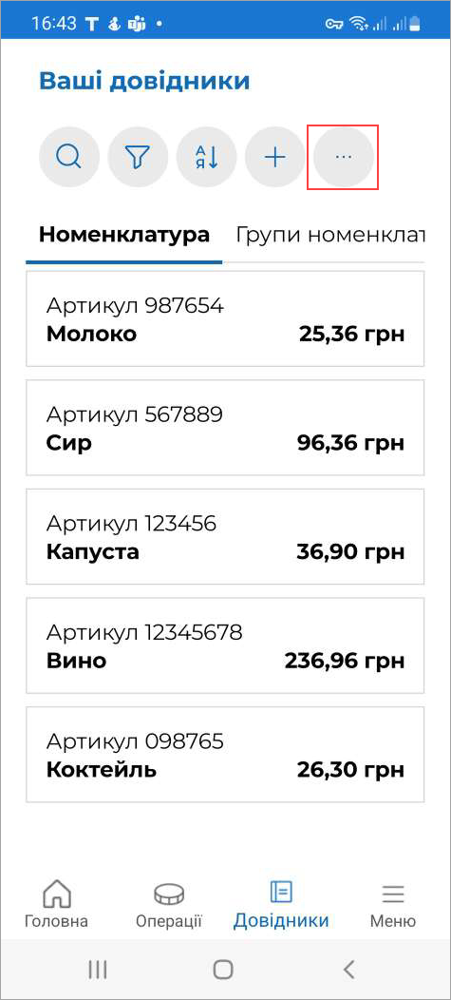 16:43
Ваші довідники
А
Я
Номенклатура Групи номенклат
Артикул 987654
Молоко 25,36 грн
Артикул 567889
Сир 96,36 грн
Артикул 123456
Капуста 36,90 грн
Артикул 12345678
Вино 236,96 грн
Артикул 098765
Коктейль 26,30 грн
Головна Операції Довідники Меню